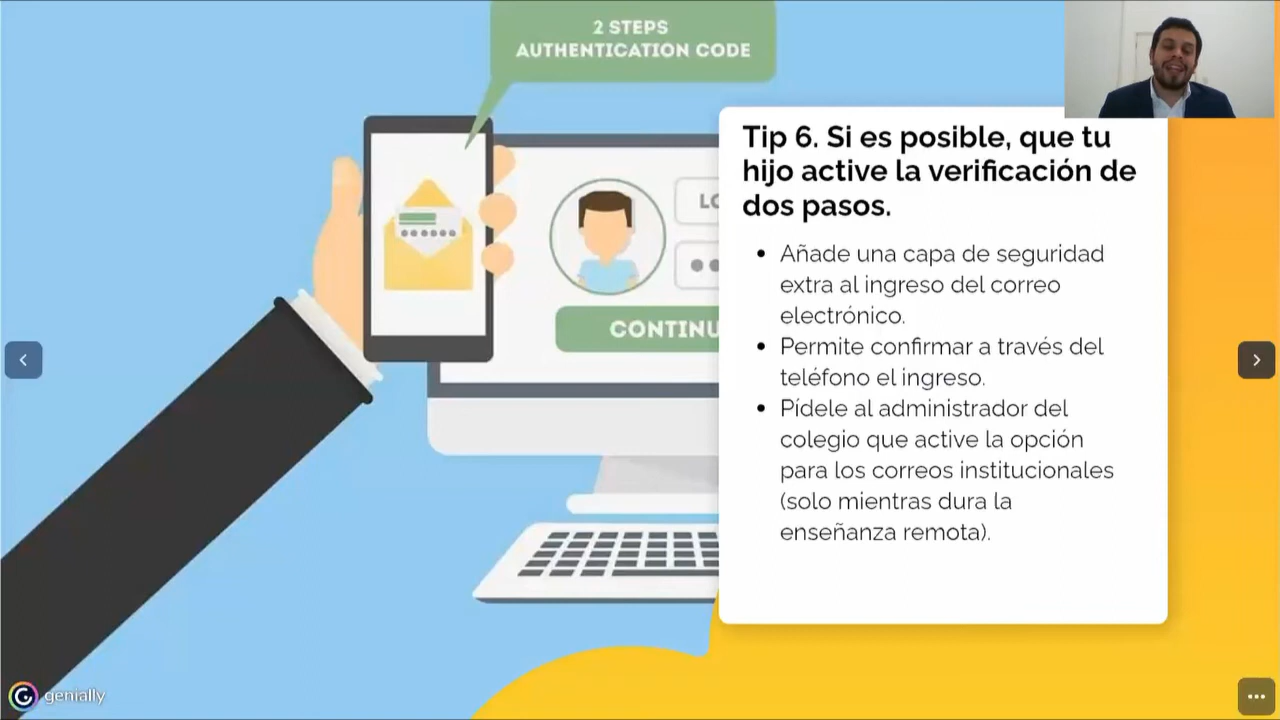 2 STEPS
AUTHENTICATION CODE
Tip 6. Si es posible, que tu
hijo active la verificación de
dos pasos.
• Añade una capa de seguridad
extra al ingreso del correo
electrónico.
• Permite confirmar a través del
teléfono el ingreso.
• Pídele al administrador del
colegio que active la opción
para los correos institucionales
(solo mientras dura la
enseñanza remota).
LO
CONTINU
genially